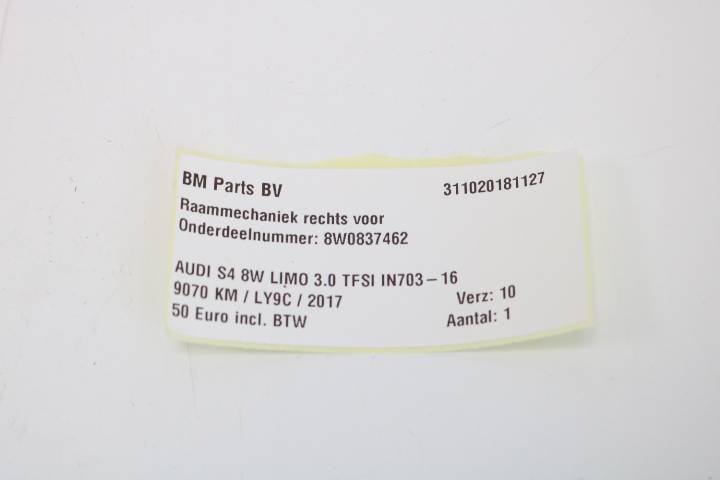 BM Parts BV 311020181127
Raammechaniek rechts voor
Onderdeelnummer: 8W0837462
AUDI S4 8W LIMO 3.0 TFSI IN703-16
9070 KM / LY9C / 2017 Verz: 10
50 Euro incl. BTW Aantal: 1